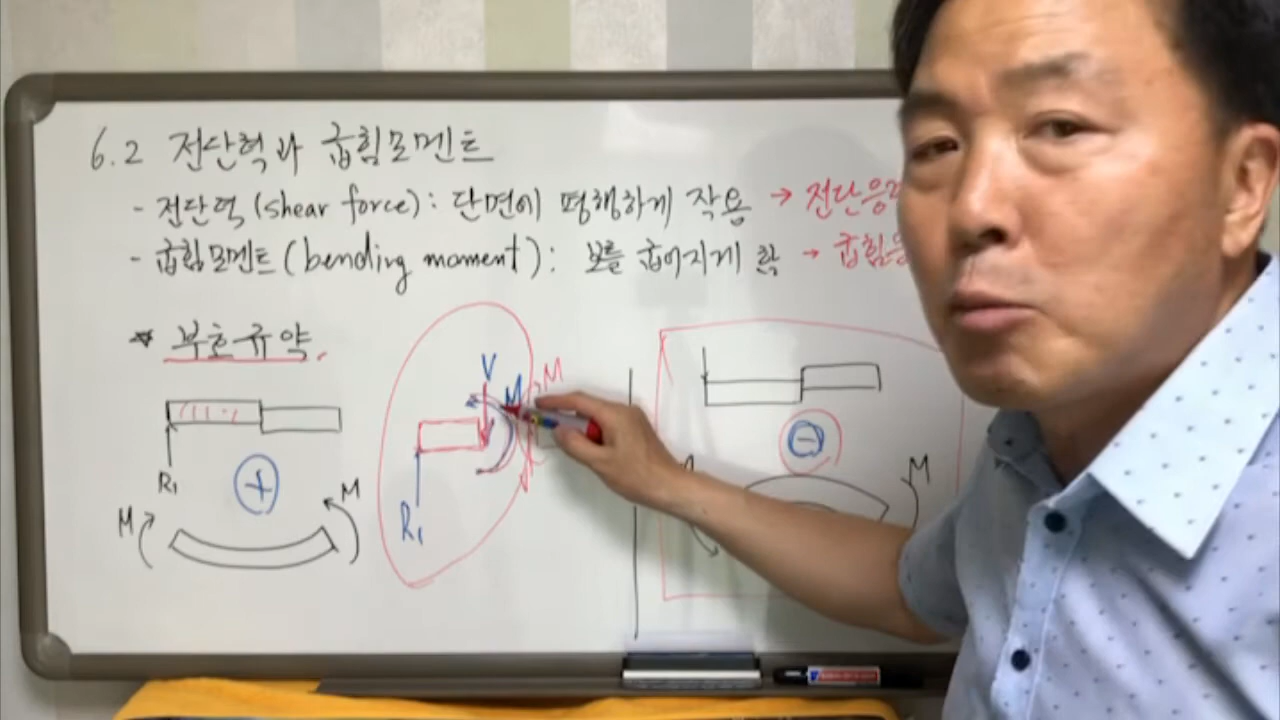 6.2 전단력과 굽힘모멘트
- 전단력 (shear force) : 단면에 평행하게 작용 → 전단응
- 굽힘모멘트 (bending moment) : 보를 굽어지게 함 → 굽힘응
* 부호규약.
V
M
M
R₁
+
M
M
R₁
−
M